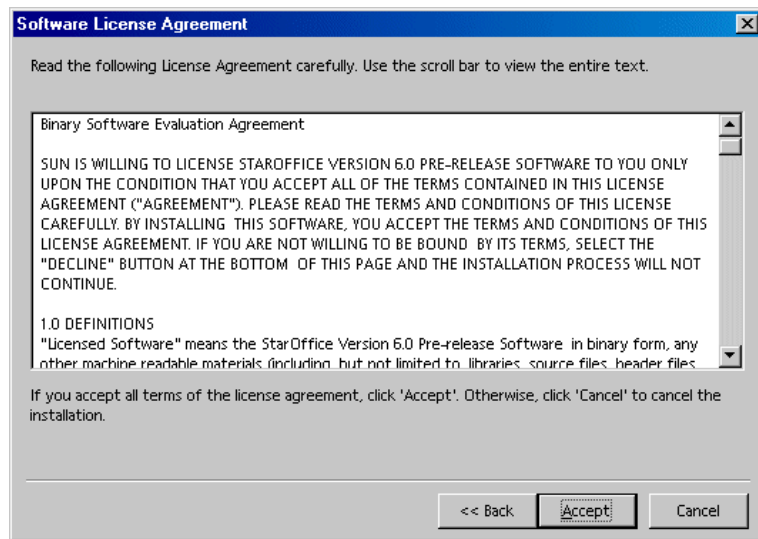 Software License Agreement
Read the following License Agreement carefully. Use the scroll bar to view the entire text.
Binary Software Evaluation Agreement
SUN IS WILLING TO LICENSE STAROFFICE VERSION 6.0 PRE-RELEASE SOFTWARE TO YOU ONLY
UPON THE CONDITION THAT YOU ACCEPT ALL OF THE TERMS CONTAINED IN THIS LICENSE
AGREEMENT ("AGREEMENT"). PLEASE READ THE TERMS AND CONDITIONS OF THIS LICENSE
CAREFULLY. BY INSTALLING THIS SOFTWARE, YOU ACCEPT THE TERMS AND CONDITIONS OF THIS
LICENSE AGREEMENT. IF YOU ARE NOT WILLING TO BE BOUND BY ITS TERMS, SELECT THE
"DECLINE" BUTTON AT THE BOTTOM OF THIS PAGE AND THE INSTALLATION PROCESS WILL NOT
CONTINUE.
1.0 DEFINITIONS
"Licensed Software" means the StarOffice Version 6.0 Pre-release Software in binary form, any
other machine readable materials (including, but not limited to, libraries, source files, header files,
If you accept all terms of the license agreement, click 'Accept'. Otherwise, click 'Cancel' to cancel the
installation.
<< Back
Accept
Cancel